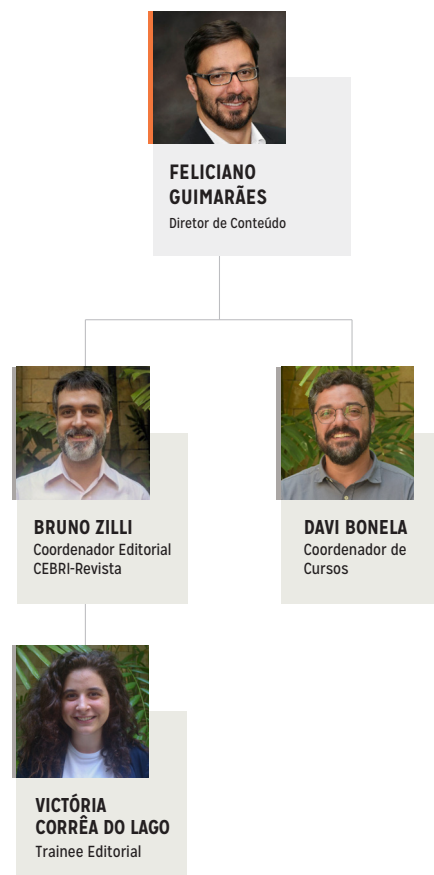 FELICIANO
GUIMARÃES
Diretor de Conteúdo
BRUNO ZILLI
Coordenador Editorial
CEBRI-Revista
DAVI BONELA
Coordenador de
Cursos
VICTÓRIA
CORRÊA DO LAGO
Trainee Editorial